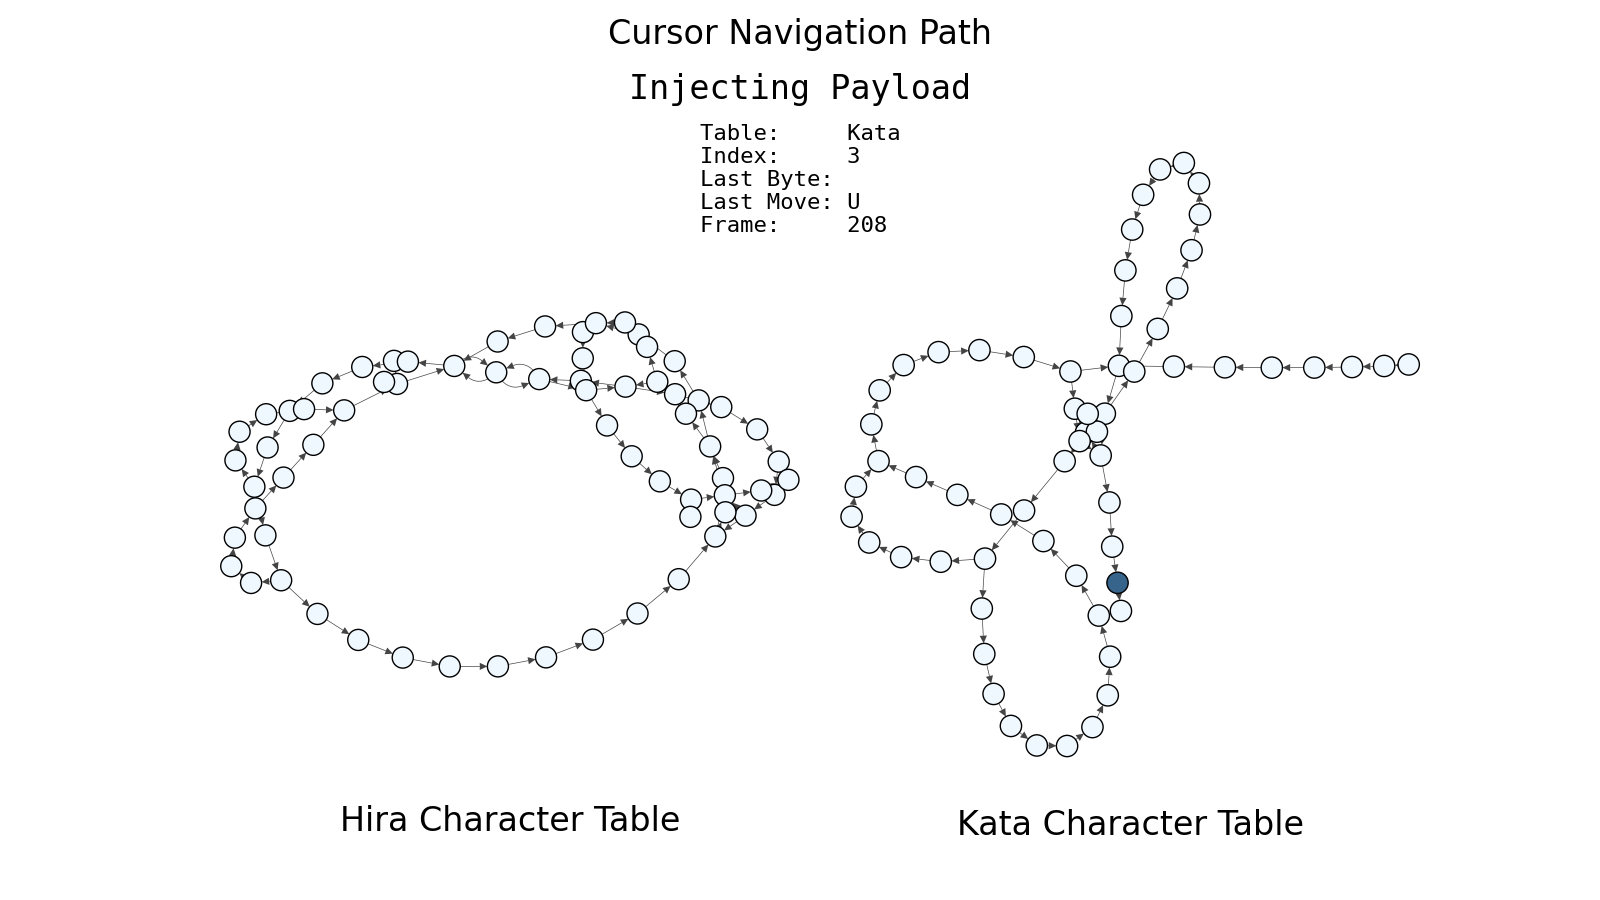 Cursor Navigation Path
Injecting Payload
Table: Kata
Index: 3
Last Byte:
Last Move: U
Frame: 208
Hira Character Table
Kata Character Table